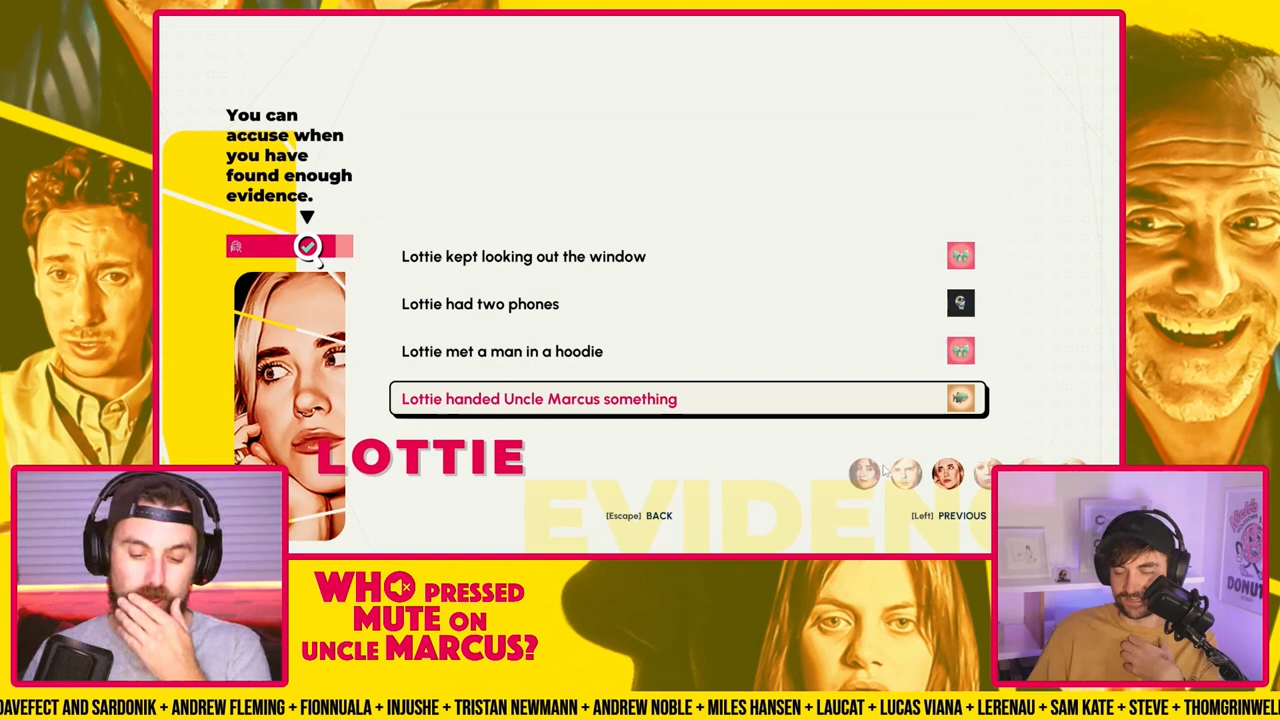 You can
accuse when
you have
found enough
evidence.
Lottie kept looking out the window
Lottie had two phones
Lottie met a man in a hoodie
Lottie handed Uncle Marcus something
LOTTIE
EVIDENC
[Escape] BACK
[Left] PREVIOUS
WHO PRESSED
MUTE ON
UNCLE MARCUS?
DONUT
DAVEFECT AND SARDONIK + ANDREW FLEMING + FIONNUALA + INJUSHE + TRISTAN NEWMANN + ANDREW NOBLE + MILES HANSEN + LAUCAT + LUCAS VIANA + LERENAU + SAM KATE + STEVE + THOMGRINWEL